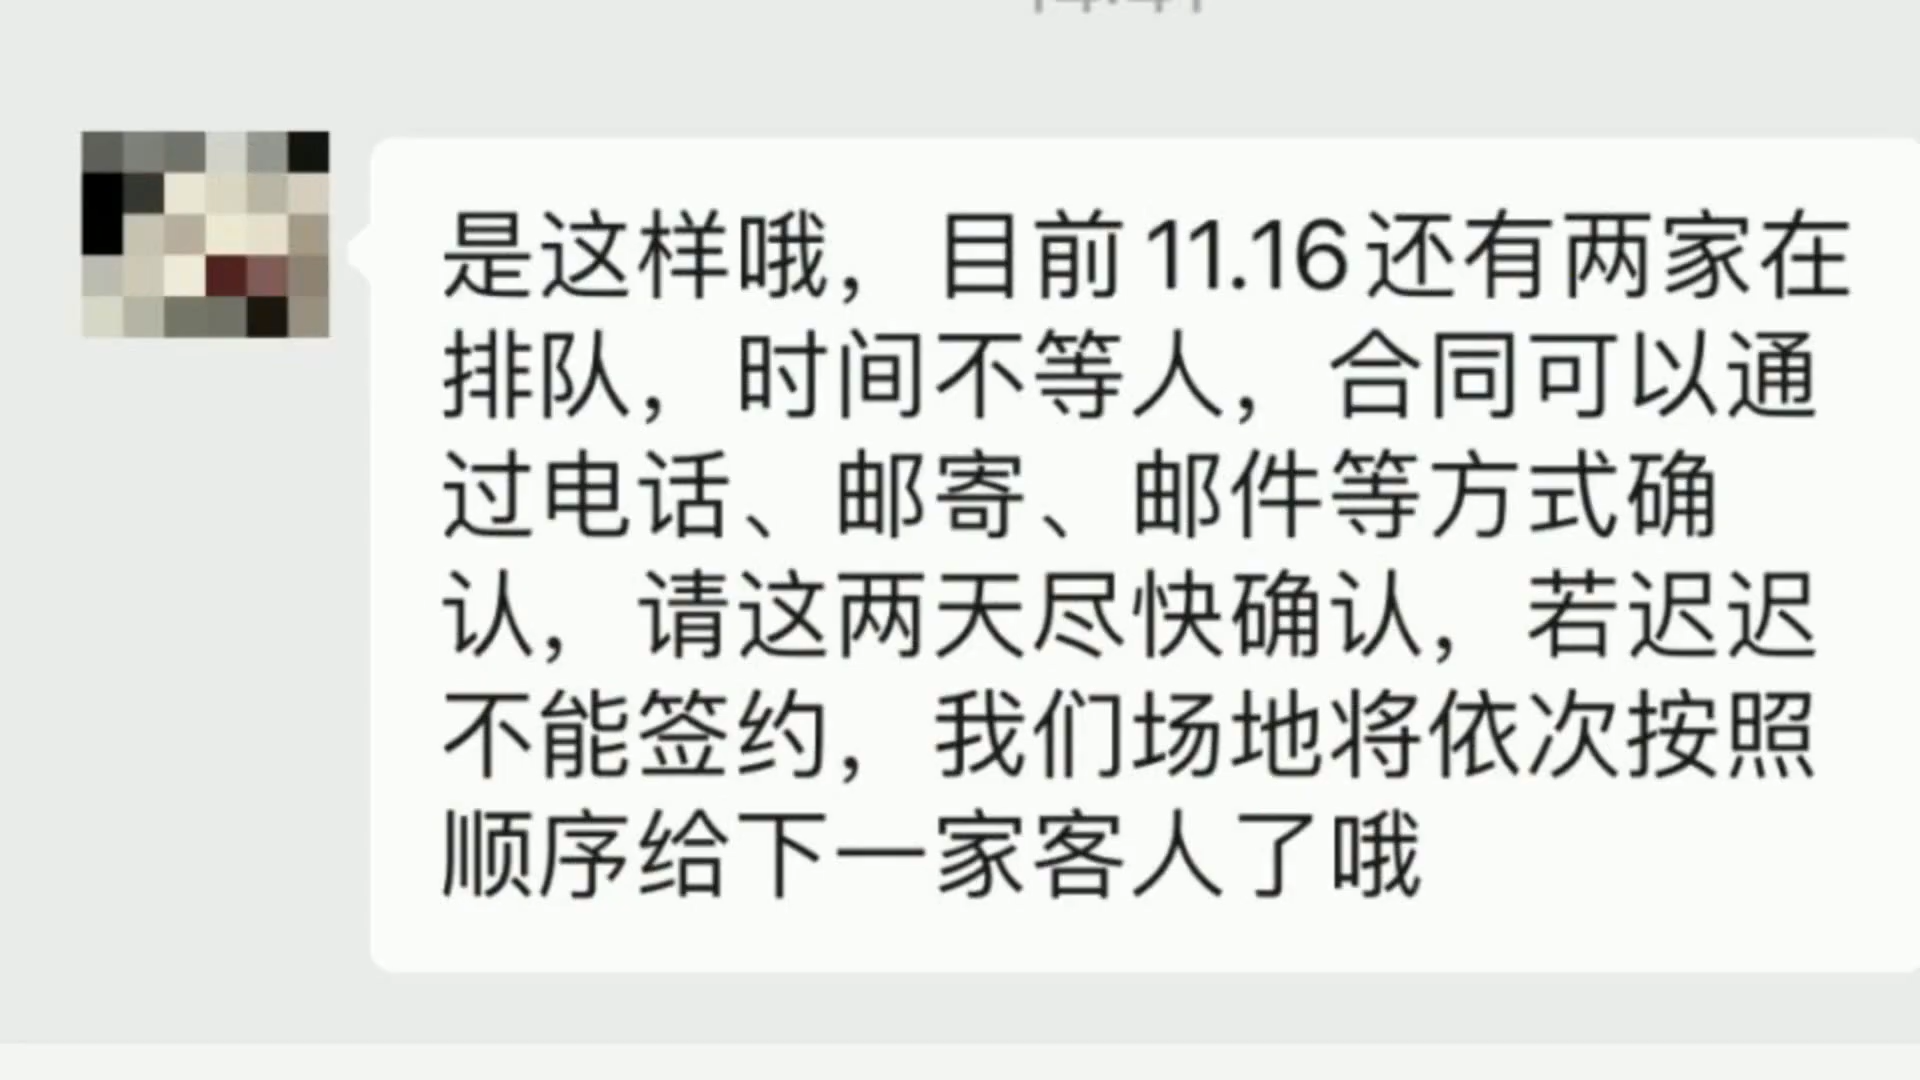 是这样哦，目前11.16还有两家在
排队，时间不等人，合同可以通
过电话、邮寄、邮件等方式确
认，请这两天尽快确认，若迟迟
不能签约，我们场地将依次按照
顺序给下一家客人了哦